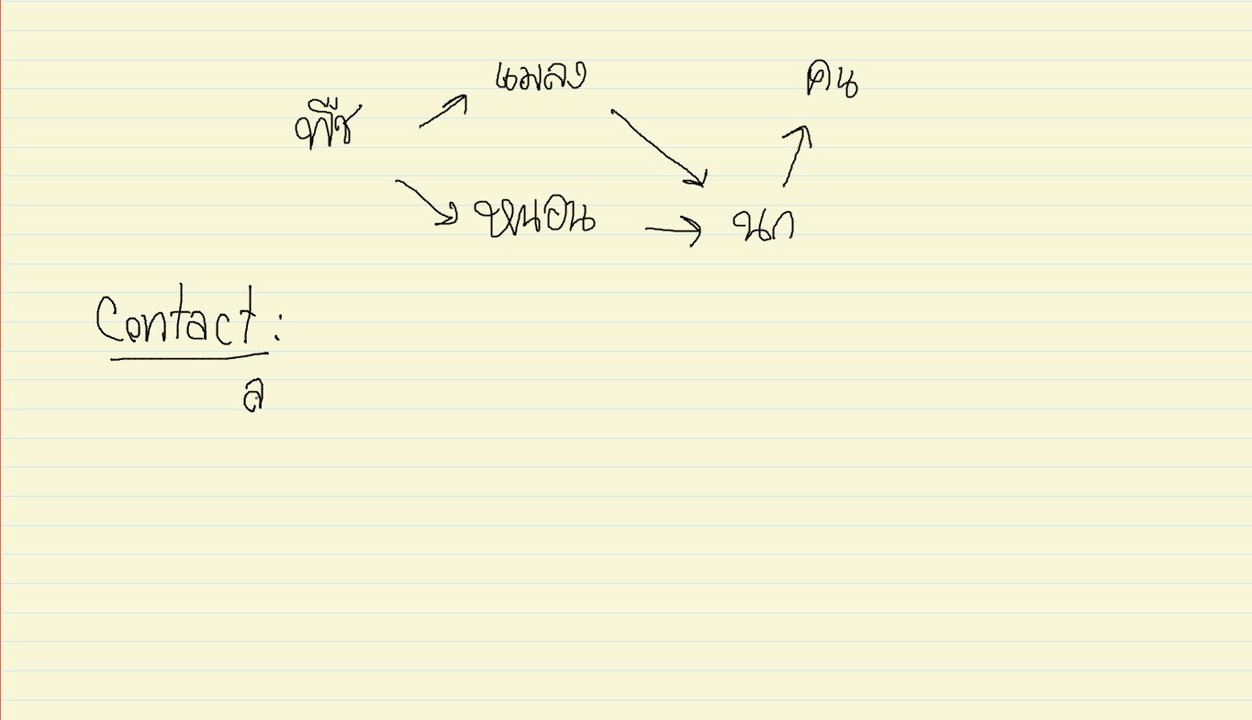 แมลง คน
พืช
หนอน นก
Contact :
ล